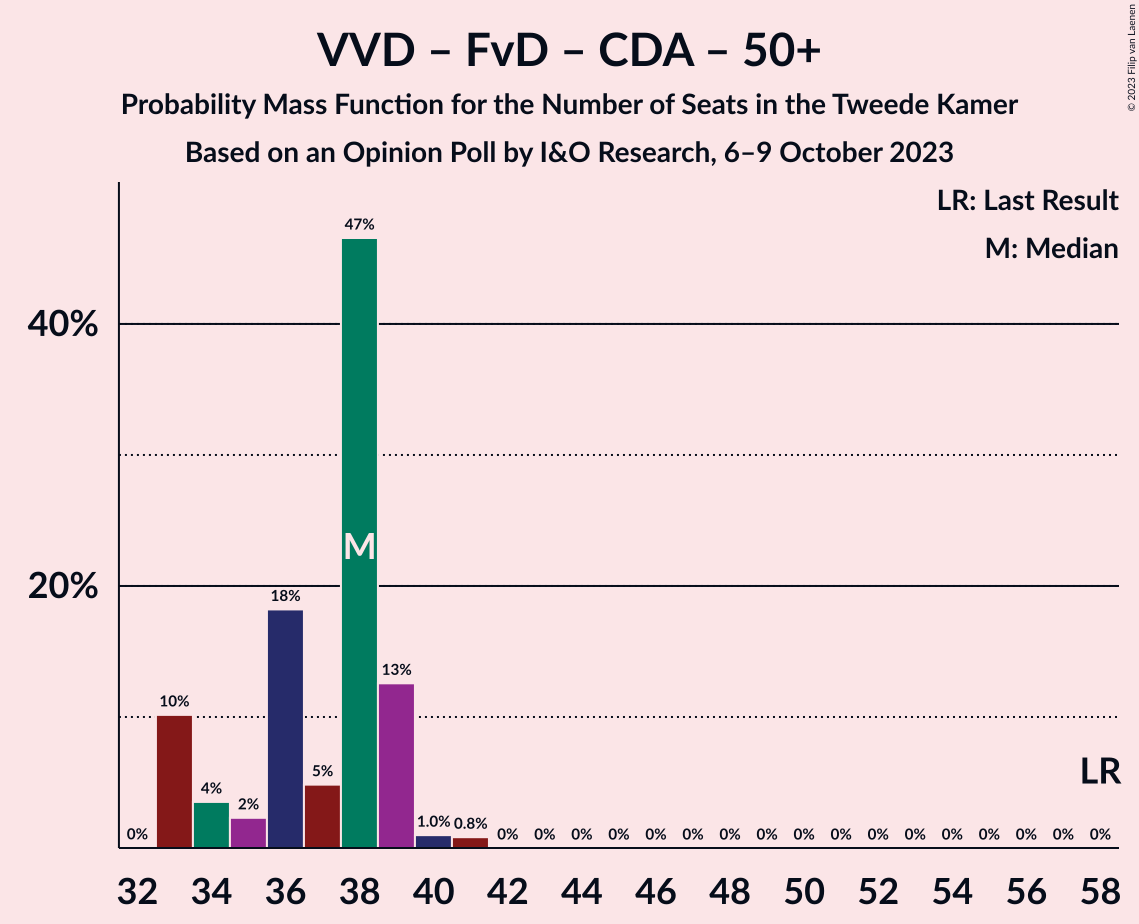 VVD – FvD – CDA – 50+
Probability Mass Function for the Number of Seats in the Tweede Kamer
Based on an Opinion Poll by I&O Research, 6–9 October 2023
© 2023 Filip van Laenen
LR: Last Result
M: Median
47%
40%
M
20%
18%
13%
10%
LR
5%
4%
2%
1.0% 0.8%
0% 0% 0% 0% 0% 0% 0% 0% 0% 0% 0% 0% 0% 0% 0% 0% 0% 0%
32 34 36 38 40 42 44 46 48 50 52 54 56 58